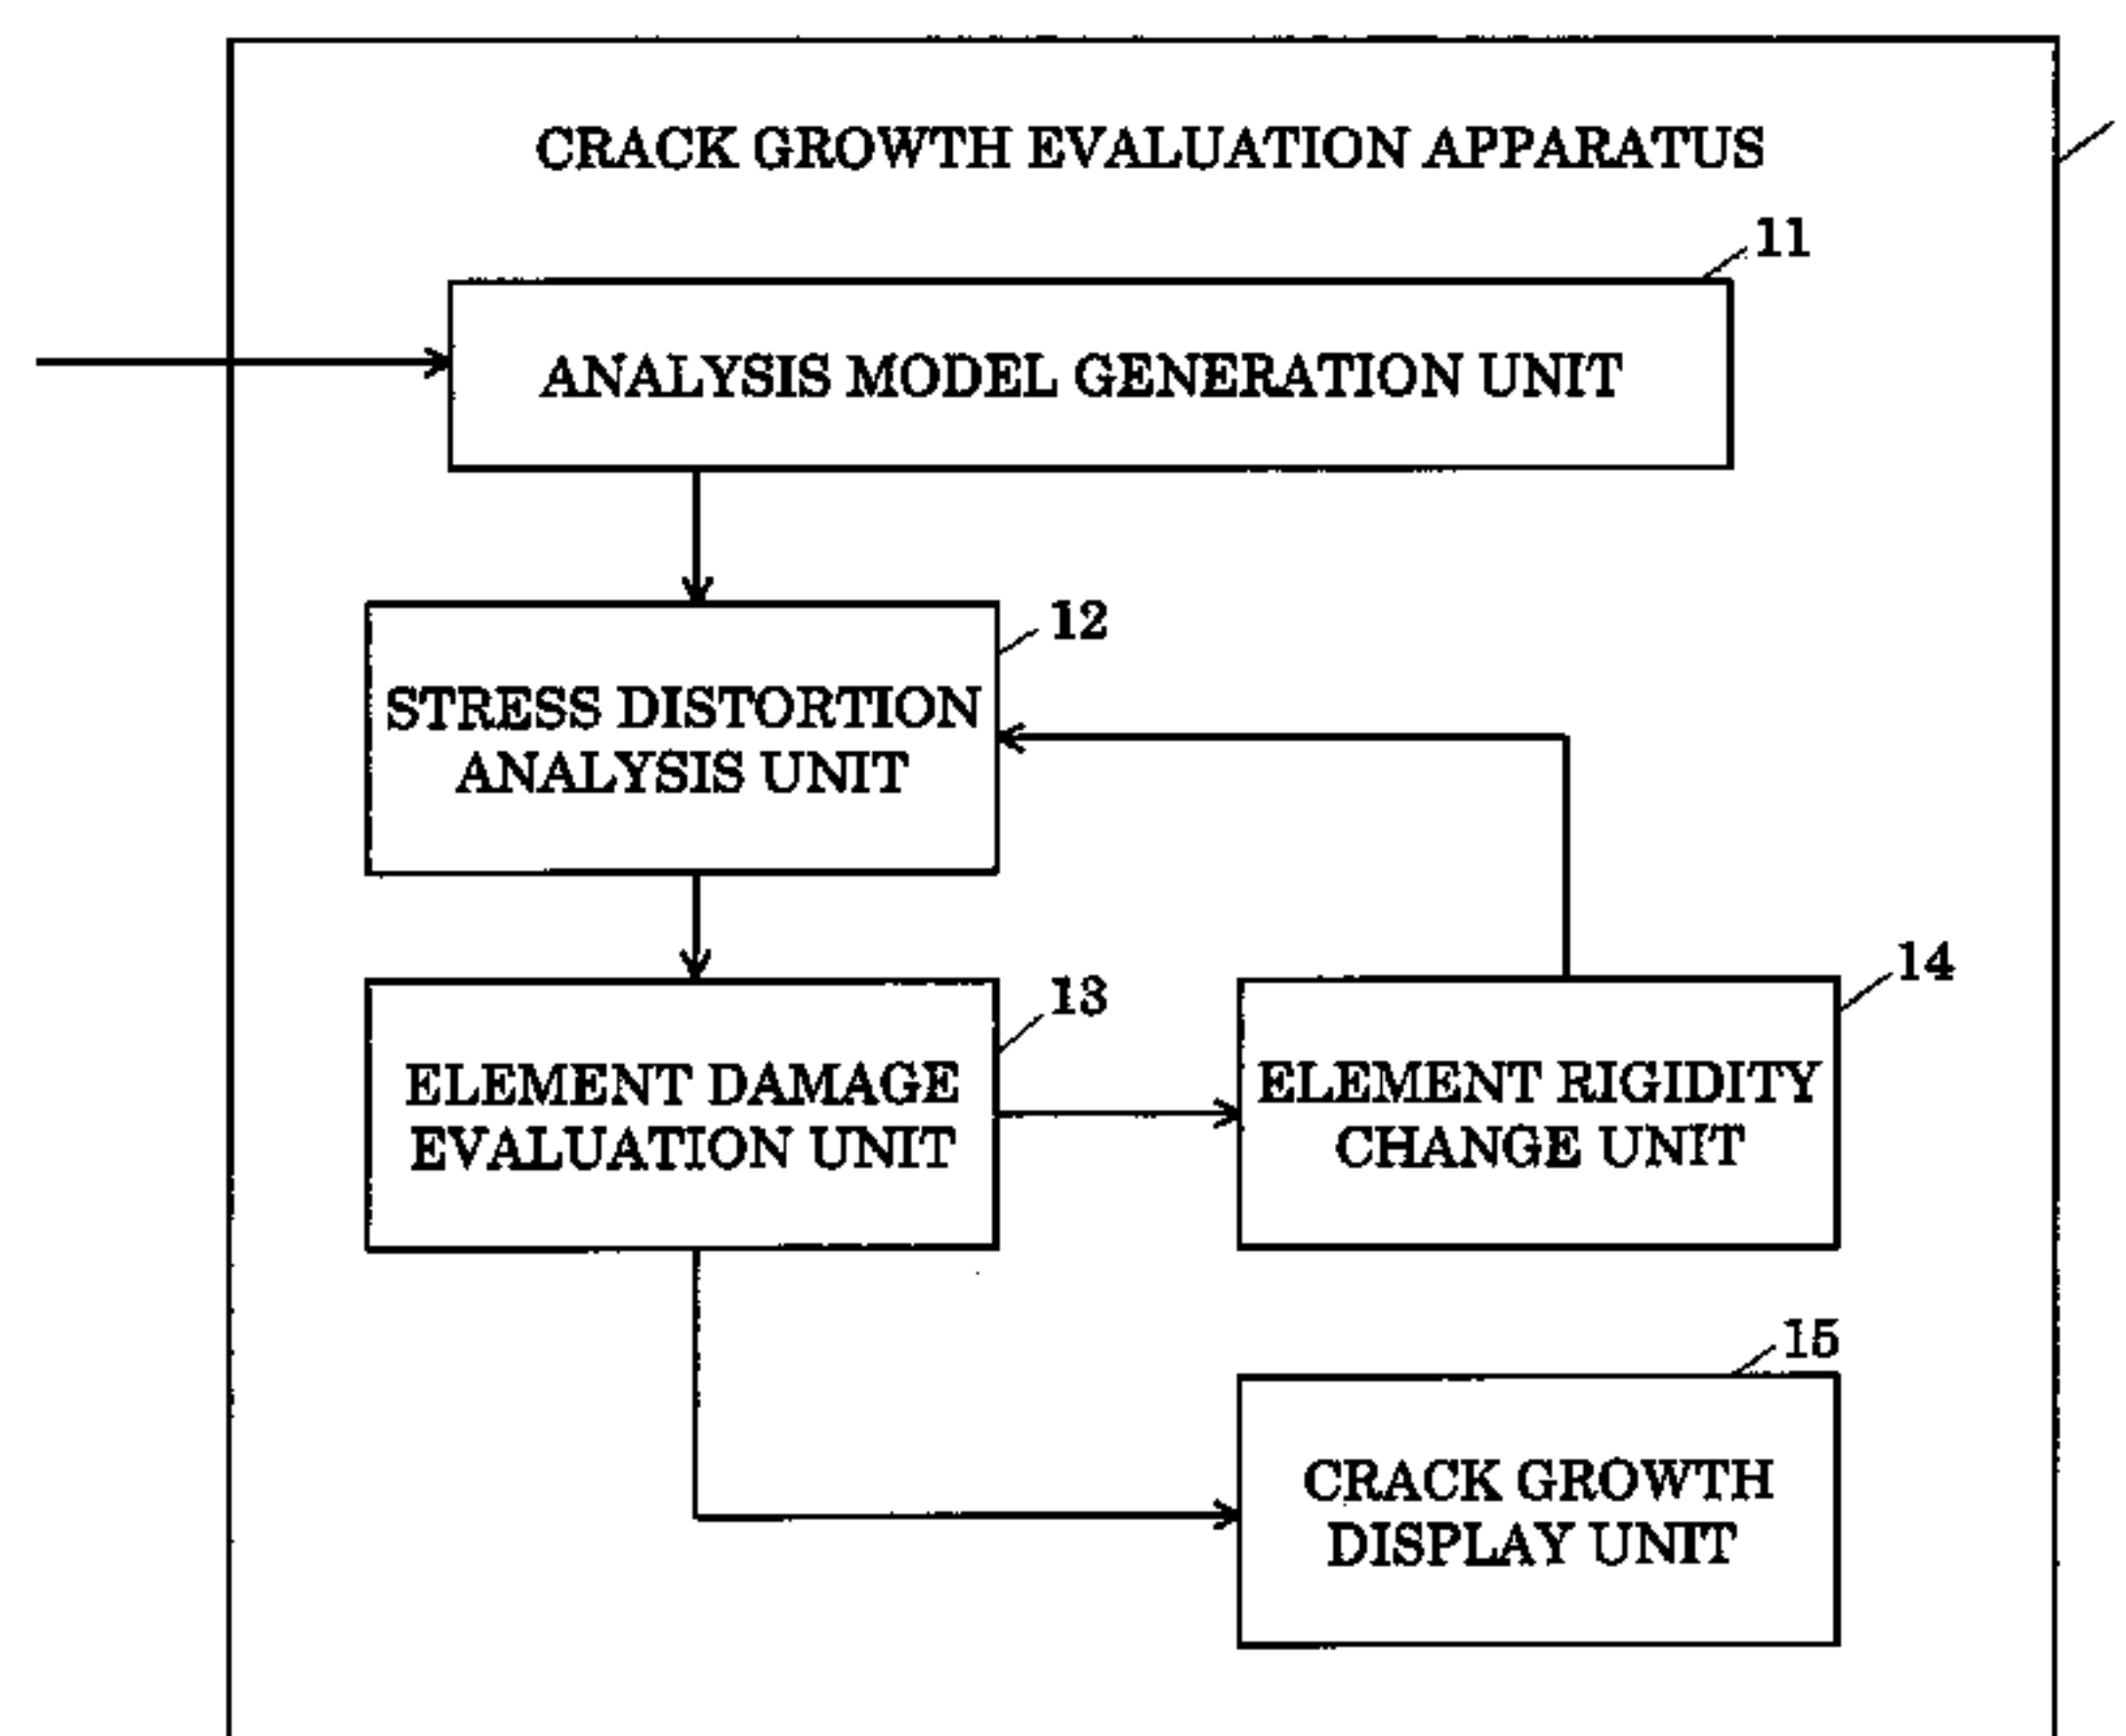 CRACK GROWTH EVALUATION APPARATUS
11
ANALYSIS MODEL GENERATION UNIT
12
STRESS DISTORTION
ANALYSIS UNIT
13
ELEMENT DAMAGE
EVALUATION UNIT
14
ELEMENT RIGIDITY
CHANGE UNIT
15
CRACK GROWTH
DISPLAY UNIT